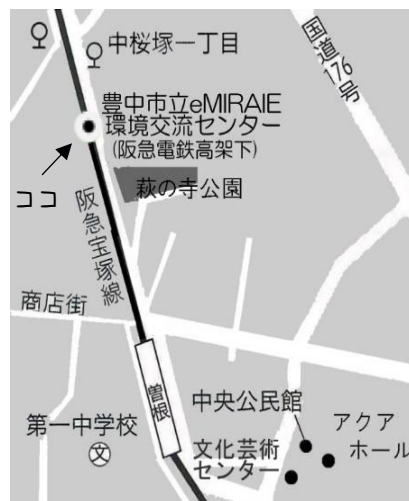 中桜塚一丁目
国道176号
豊中市立eMIRAIE
環境交流センター
(阪急電鉄高架下)
ココ
萩の寺公園
阪急宝塚線
商店街
曽根
中央公民館
第一中学校
文
アクア
ホール
文化芸術
センター